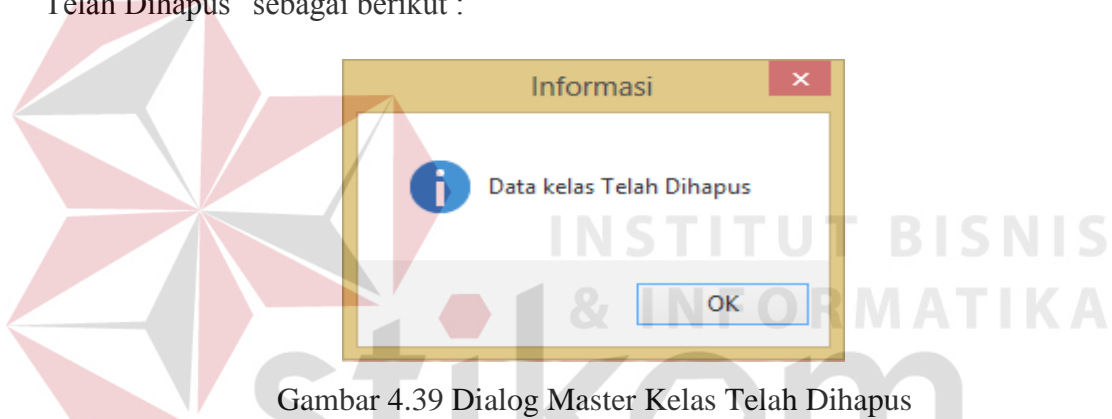 Telah Dihapus" sebagai berikut :
Informasi
Data kelas Telah Dihapus
INSTITUT BISNIS
& INFORMATIKA
OK
stikom
Gambar 4.39 Dialog Master Kelas Telah Dihapus